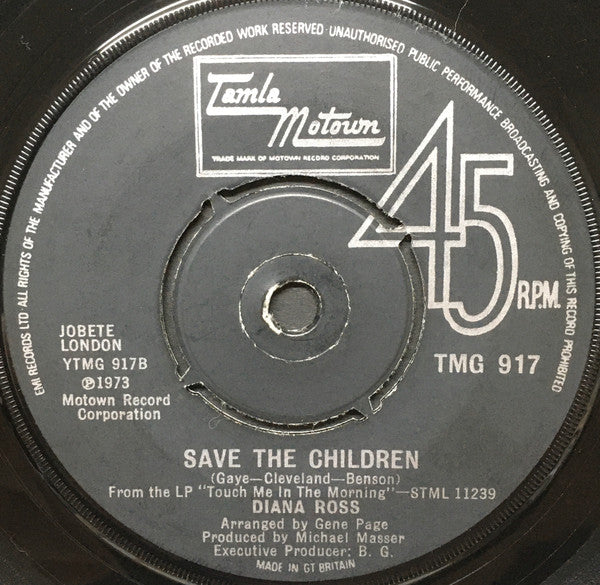 EMI RECORDS LTD ALL RIGHTS OF THE MANUFACTURER AND OF THE OWNER OF THE RECORDED WORK RESERVED UNAUTHORISED PUBLIC PERFORMANCE BROADCASTING AND COPYING OF THIS RECORD PROHIBITED
Tamla
Motown
TRADE MARK OF MOTOWN RECORD CORPORATION
45
R.P.M.
JOBETE
LONDON
YTMG 917B
℗1973
Motown Record
Corporation
TMG 917
SAVE THE CHILDREN
(Gaye—Cleveland—Benson)
From the LP "Touch Me In The Morning"—STML 11239
DIANA ROSS
Arranged by Gene Page
Produced by Michael Masser
Executive Producer: B. G.
MADE IN GT BRITAIN